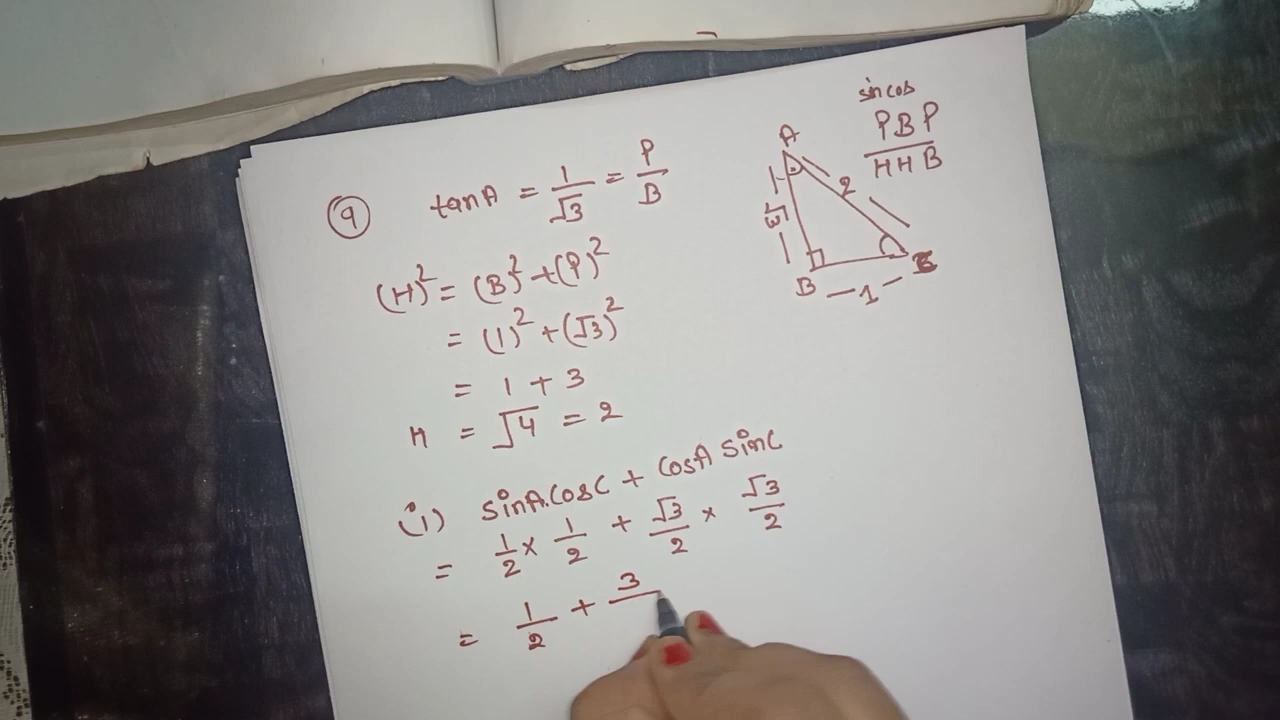 sin cos
P B P
H H B
9 tanA = 1/√3 = P/B
A
2
√3
B
1
C
(H)² = (B)² + (P)²
= (1)² + (√3)²
= 1 + 3
H = √4 = 2
(i) sinA.cosC + cosA sinC
= 1/2 × 1/2 + √3/2 × √3/2
= 1/2 + 3